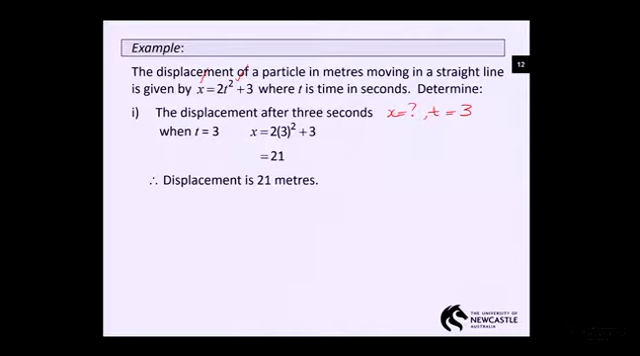 Example:
12
The displacement of a particle in metres moving in a straight line
is given by x = 2t² + 3 where t is time in seconds. Determine:
i) The displacement after three seconds x=?, t = 3
when t = 3 x = 2(3)² + 3
= 21
∴ Displacement is 21 metres.
THE UNIVERSITY OF
NEWCASTLE
AUSTRALIA